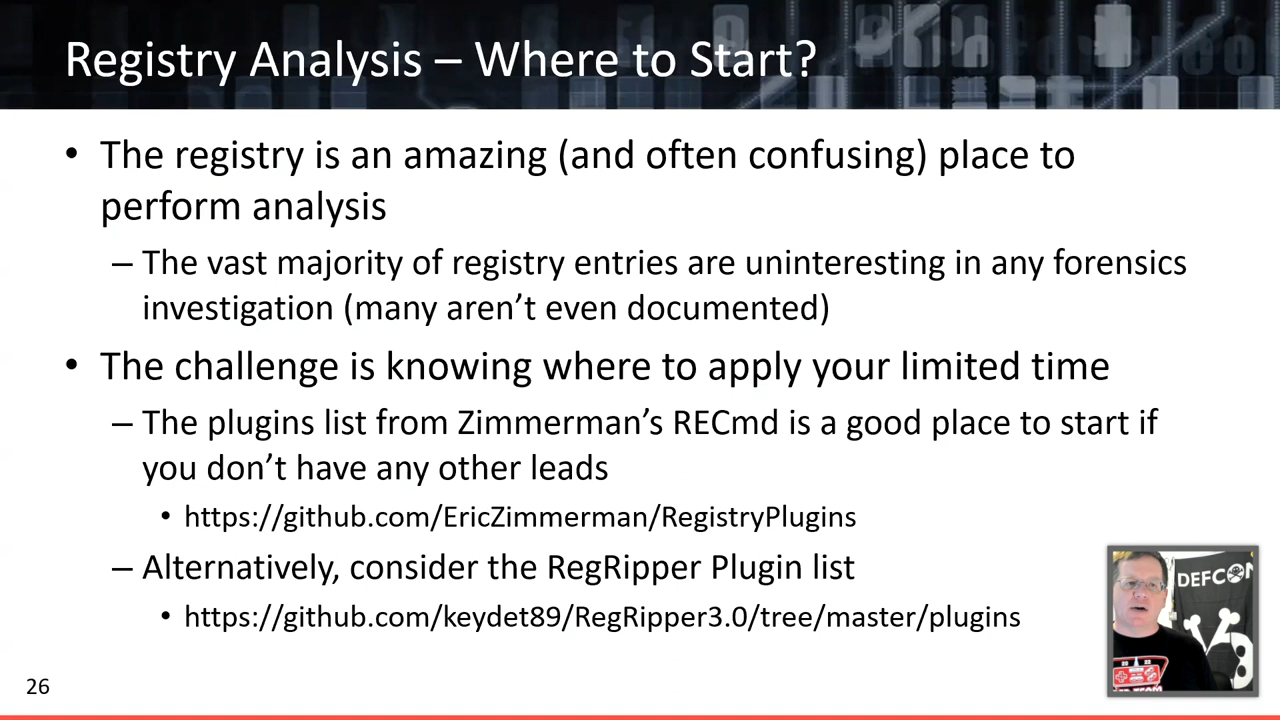 Registry Analysis – Where to Start?
• The registry is an amazing (and often confusing) place to
perform analysis
– The vast majority of registry entries are uninteresting in any forensics
investigation (many aren’t even documented)
• The challenge is knowing where to apply your limited time
– The plugins list from Zimmerman’s RECmd is a good place to start if
you don’t have any other leads
• https://github.com/EricZimmerman/RegistryPlugins
– Alternatively, consider the RegRipper Plugin list
• https://github.com/keydet89/RegRipper3.0/tree/master/plugins
DEFCON
26